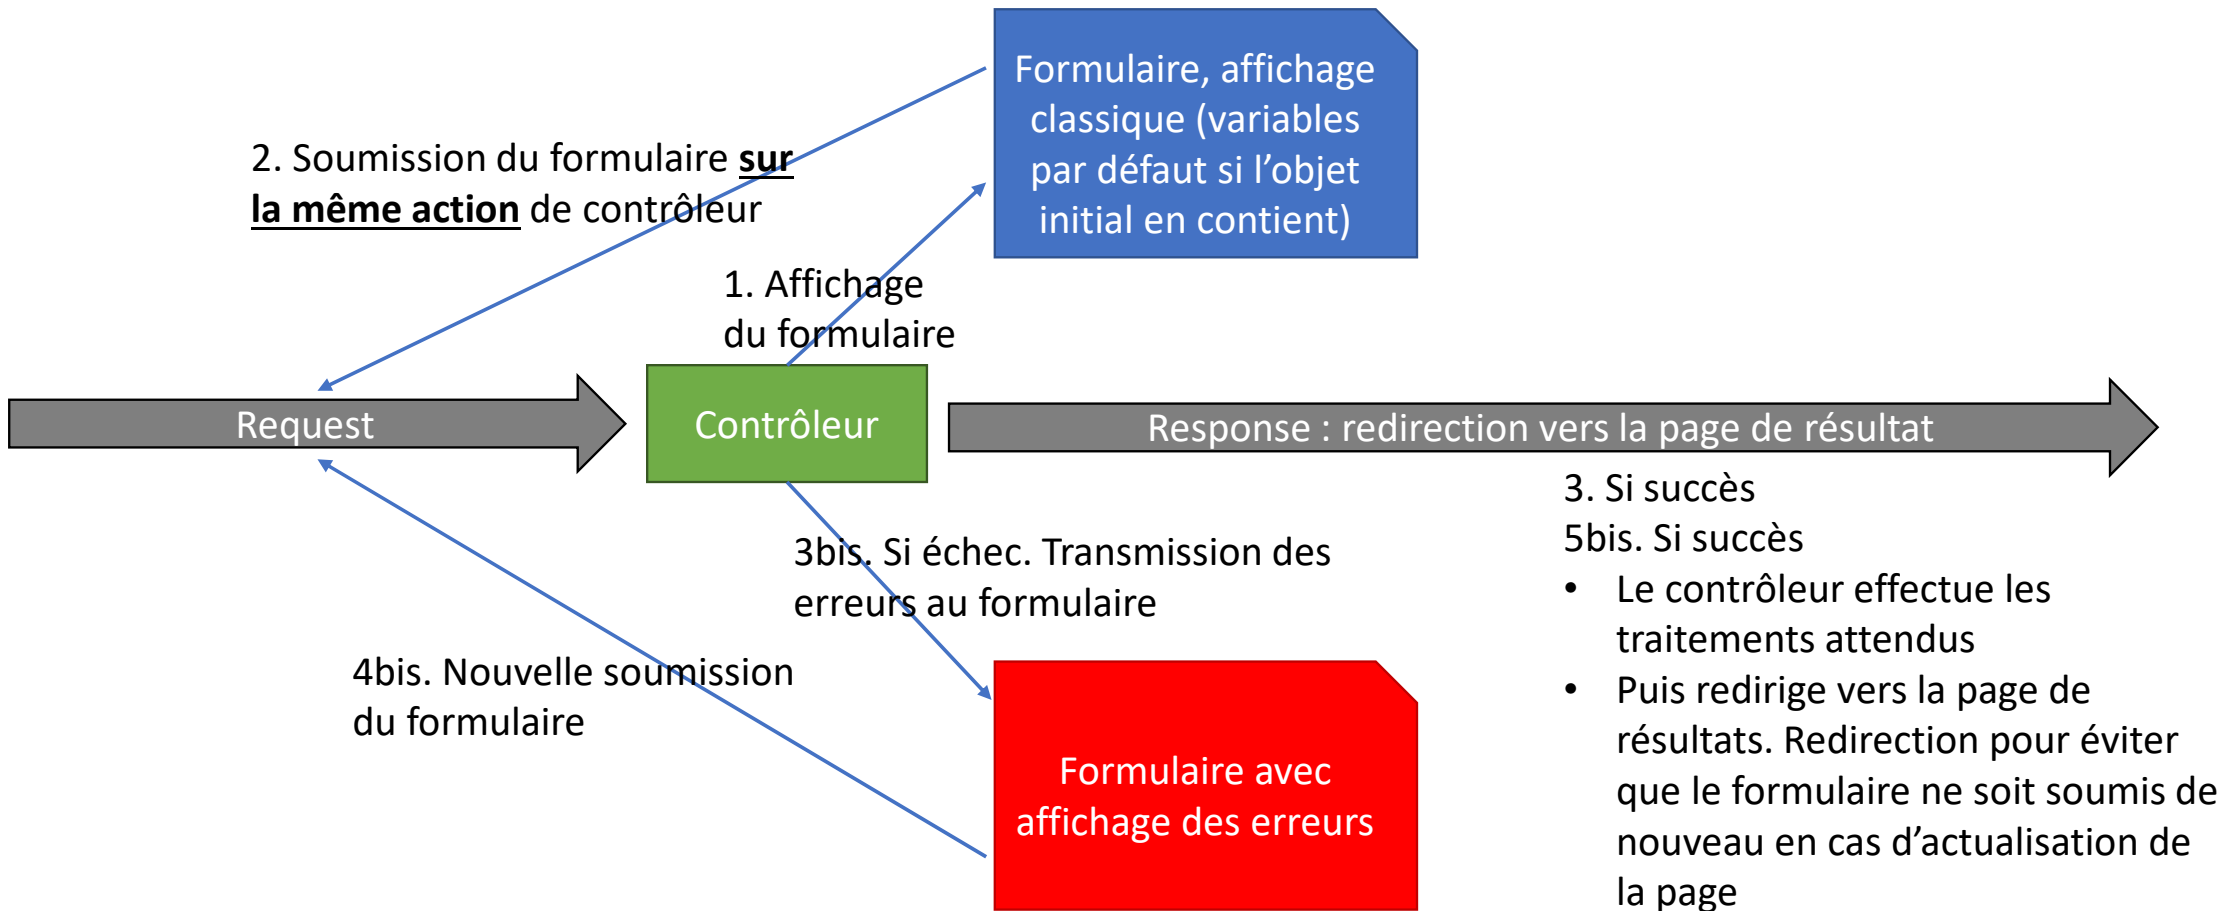 Formulaire, affichage
classique (variables
par défaut si l’objet
initial en contient)
2. Soumission du formulaire sur
la même action de contrôleur
1. Affichage
du formulaire
Request
Contrôleur
Response : redirection vers la page de résultat
3. Si succès
5bis. Si succès
• Le contrôleur effectue les
traitements attendus
• Puis redirige vers la page de
résultats. Redirection pour éviter
que le formulaire ne soit soumis de
nouveau en cas d’actualisation de
la page
3bis. Si échec. Transmission des
erreurs au formulaire
4bis. Nouvelle soumission
du formulaire
Formulaire avec
affichage des erreurs